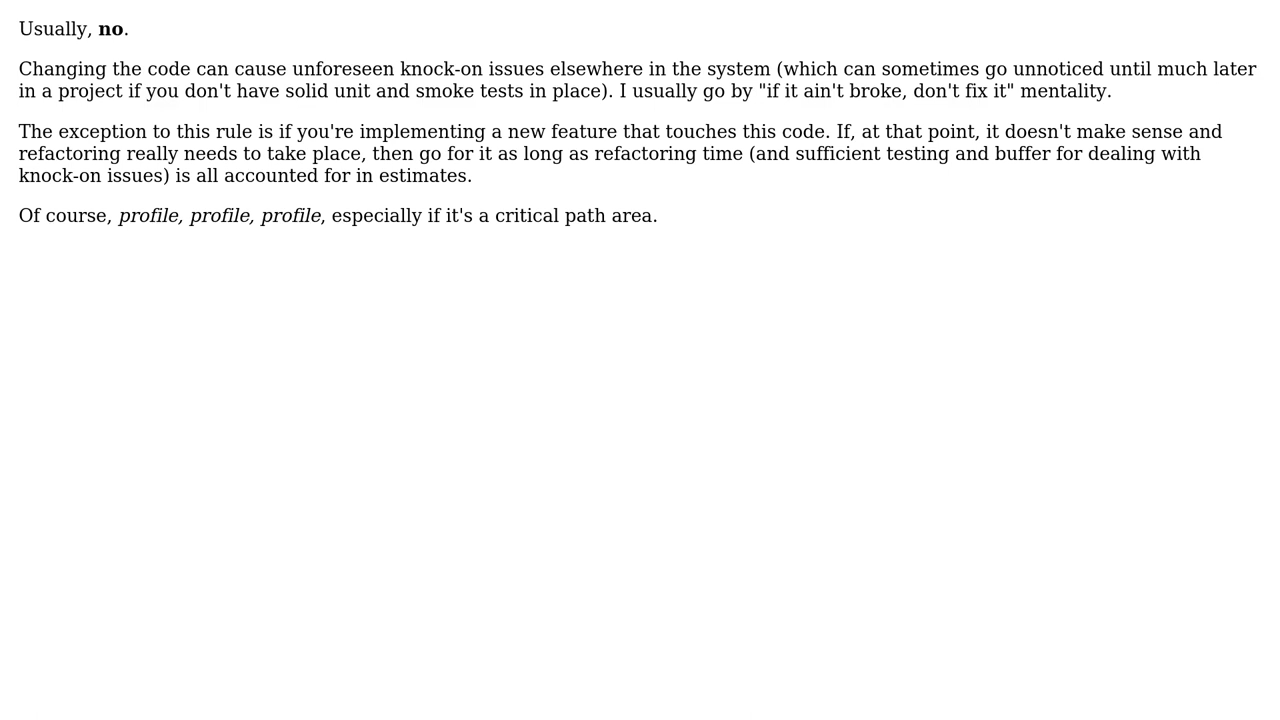 Usually, no.
Changing the code can cause unforeseen knock-on issues elsewhere in the system (which can sometimes go unnoticed until much later
in a project if you don't have solid unit and smoke tests in place). I usually go by "if it ain't broke, don't fix it" mentality.
The exception to this rule is if you're implementing a new feature that touches this code. If, at that point, it doesn't make sense and
refactoring really needs to take place, then go for it as long as refactoring time (and sufficient testing and buffer for dealing with
knock-on issues) is all accounted for in estimates.
Of course, profile, profile, profile, especially if it's a critical path area.